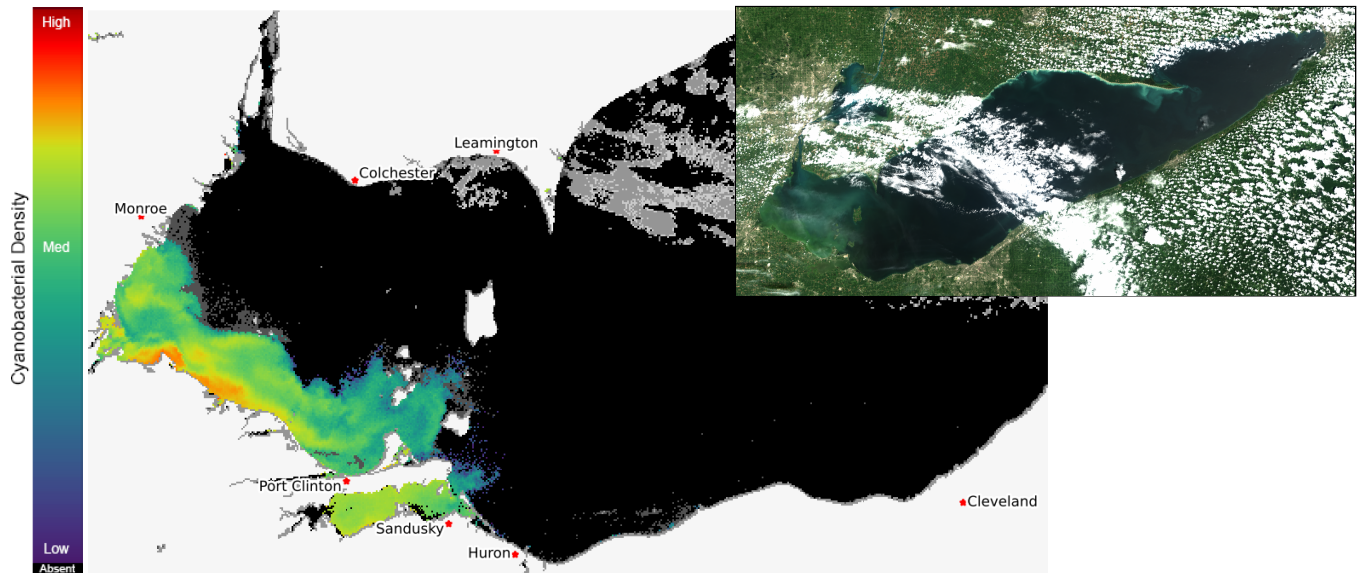 High
Med
Low
Absent
Cyanobacterial Density
Leamington
Colchester
Monroe
Port Clinton
Sandusky
Huron
Cleveland